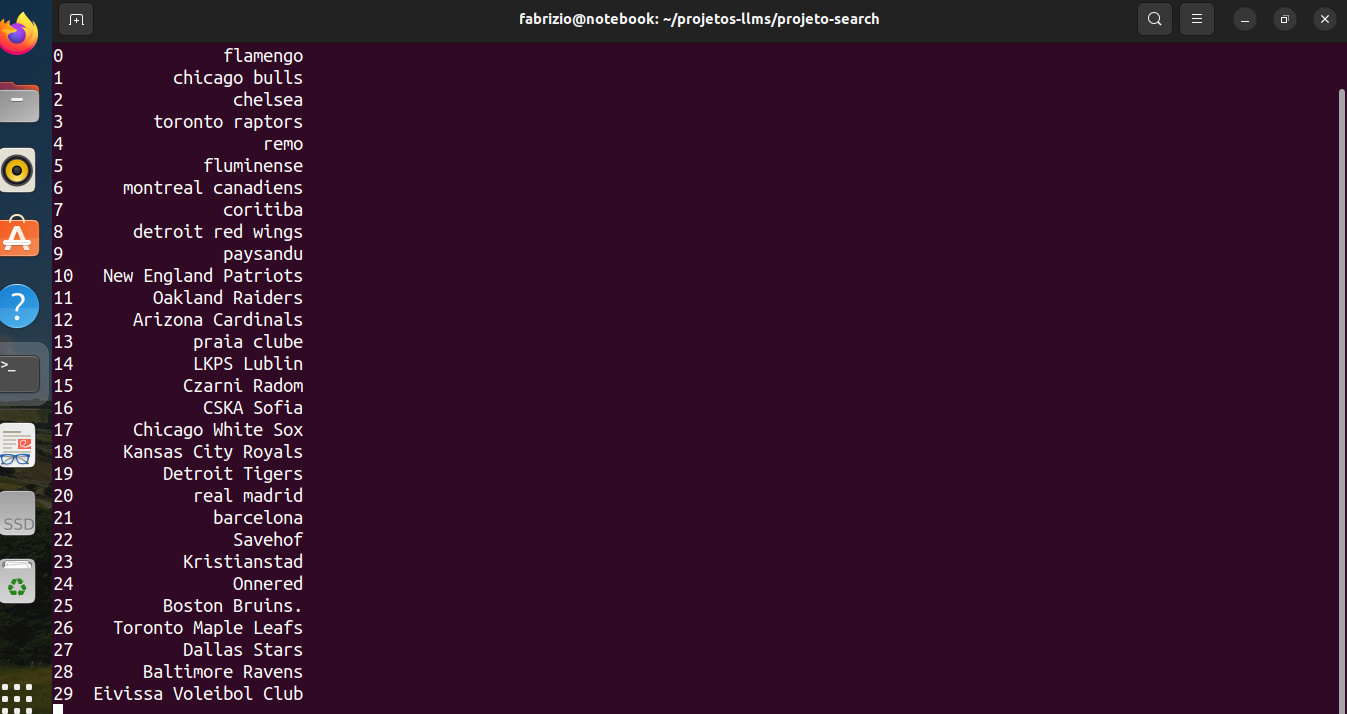 fabrizio@notebook: ~/projetos-llms/projeto-search
0 flamengo
1 chicago bulls
2 chelsea
3 toronto raptors
4 remo
5 fluminense
6 montreal canadiens
7 coritiba
8 detroit red wings
9 paysandu
10 New England Patriots
11 Oakland Raiders
12 Arizona Cardinals
13 praia clube
14 LKPS Lublin
15 Czarni Radom
16 CSKA Sofia
17 Chicago White Sox
18 Kansas City Royals
19 Detroit Tigers
20 real madrid
21 barcelona
22 Savehof
23 Kristianstad
24 Onnered
25 Boston Bruins.
26 Toronto Maple Leafs
27 Dallas Stars
28 Baltimore Ravens
29 Eivissa Voleibol Club
?
>_
SSD